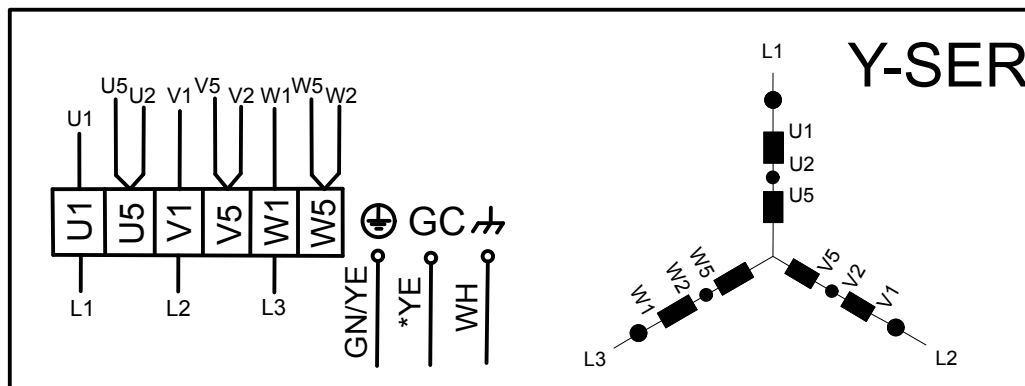 Y-SER
L1
U5 U2 V1 V5 V2 W1 W5 W2
U1
U1 U5 V1 V5 W1 W5
GC
L1 L2 L3
GN/YE *YE WH
U1
U2
U5
W1 W2 W5
V5 V2 V1
L3
L2